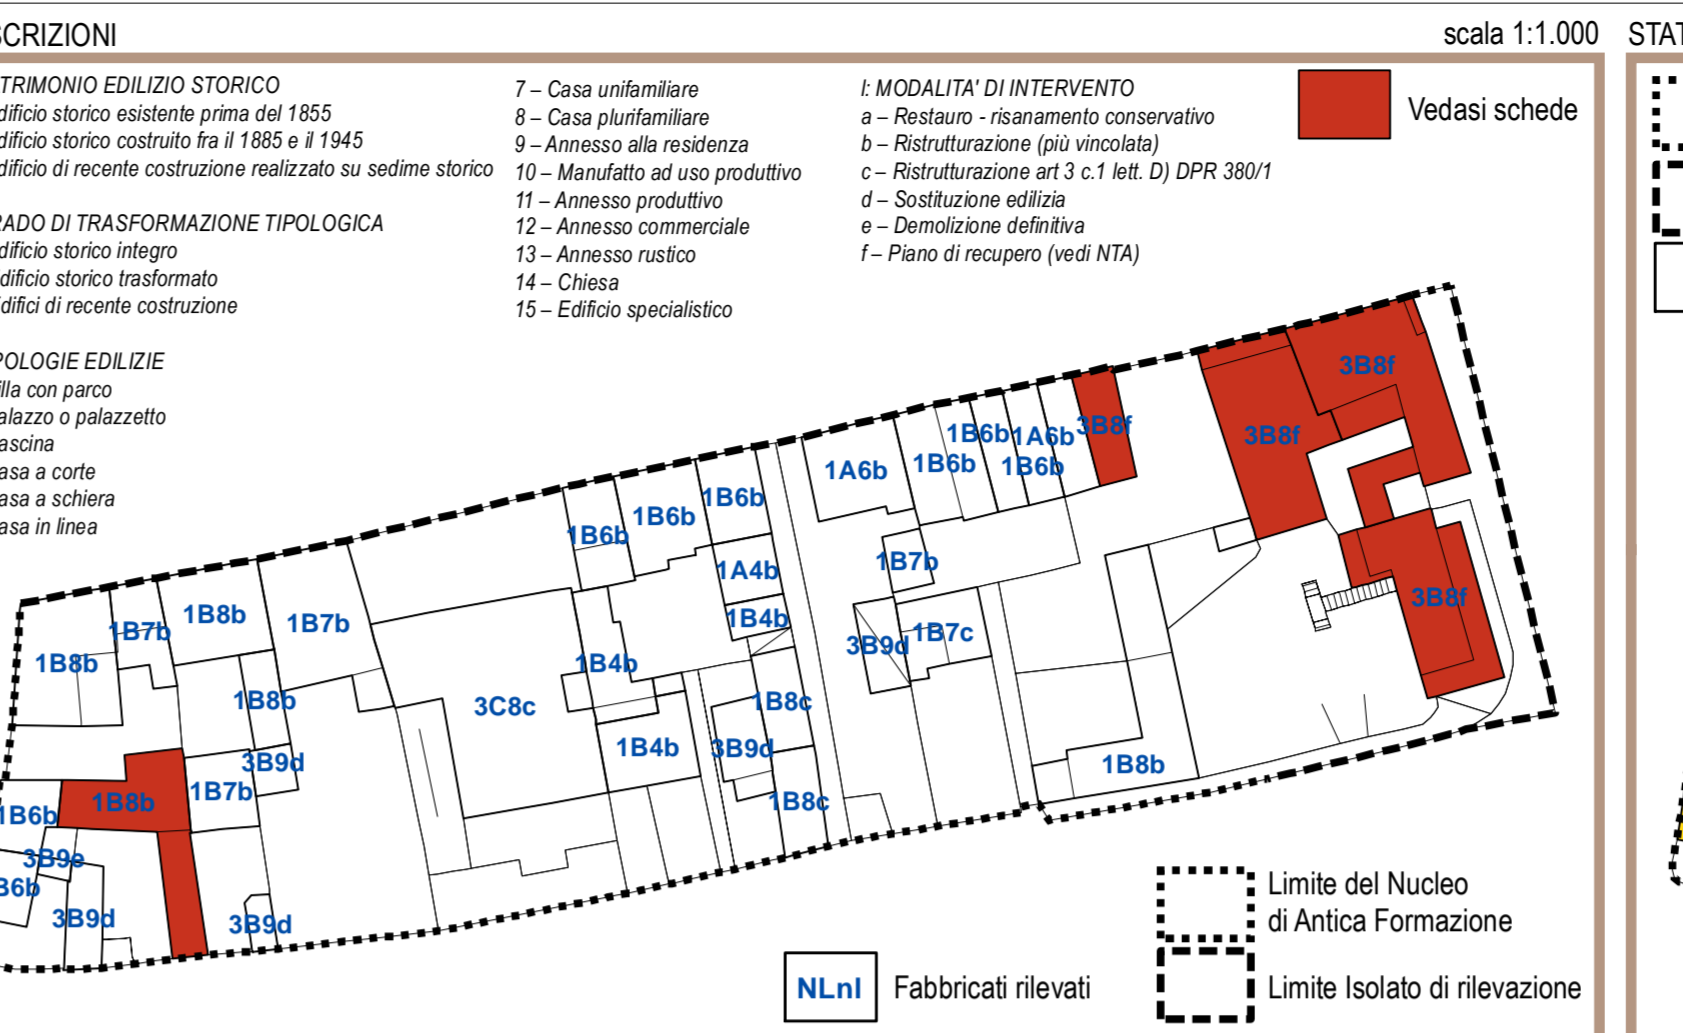 SCRIZIONI
scala 1:1.000
STAT
TRIMONIO EDILIZIO STORICO
dificio storico esistente prima del 1855
dificio storico costruito fra il 1885 e il 1945
dificio di recente costruzione realizzato su sedime storico
RADO DI TRASFORMAZIONE TIPOLOGICA
dificio storico integro
dificio storico trasformato
difici di recente costruzione
POLOGIE EDILIZIE
illa con parco
alazzo o palazzetto
ascina
asa a corte
asa a schiera
asa in linea
7 – Casa unifamiliare
8 – Casa plurifamiliare
9 – Annesso alla residenza
10 – Manufatto ad uso produttivo
11 – Annesso produttivo
12 – Annesso commerciale
13 – Annesso rustico
14 – Chiesa
15 – Edificio specialistico
I: MODALITA' DI INTERVENTO
a – Restauro - risanamento conservativo
b – Ristrutturazione (più vincolata)
c – Ristrutturazione art 3 c.1 lett. D) DPR 380/1
d – Sostituzione edilizia
e – Demolizione definitiva
f – Piano di recupero (vedi NTA)
Vedasi schede
3B8f
3B8f
3B8f
1B6b
1A6b
1B6b
1B6b
1A6b
3B8f
1B6b
1B6b
1B6b
1A4b
1B4b
1B7b
3B9d
1B7c
1B8b
1B7b
1B8b
1B7b
1B8b
1B8b
3C8c
1B4b
1B4b
1B8c
3B9d
1B8c
1B8b
3B9d
1B7b
1B8b
1B6b
3B9e
B6b
3B9d
3B9d
NLnI
Fabbricati rilevati
Limite del Nucleo
di Antica Formazione
Limite Isolato di rilevazione